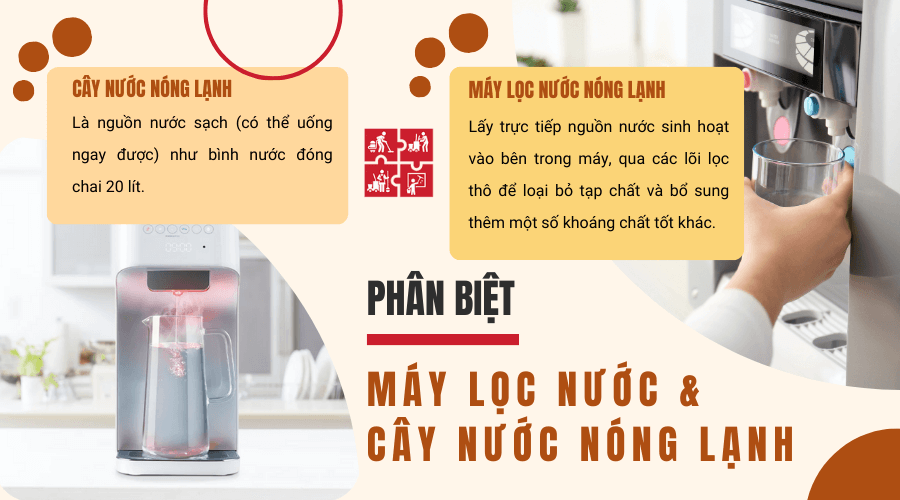 CÂY NƯỚC NÓNG LẠNH
Là nguồn nước sạch (có thể uống
ngay được) như bình nước đóng
chai 20 lít.
MÁY LỌC NƯỚC NÓNG LẠNH
Lấy trực tiếp nguồn nước sinh hoạt
vào bên trong máy, qua các lõi lọc
thô để loại bỏ tạp chất và bổ sung
thêm một số khoáng chất tốt khác.
PHÂN BIỆT
MÁY LỌC NƯỚC &
CÂY NƯỚC NÓNG LẠNH